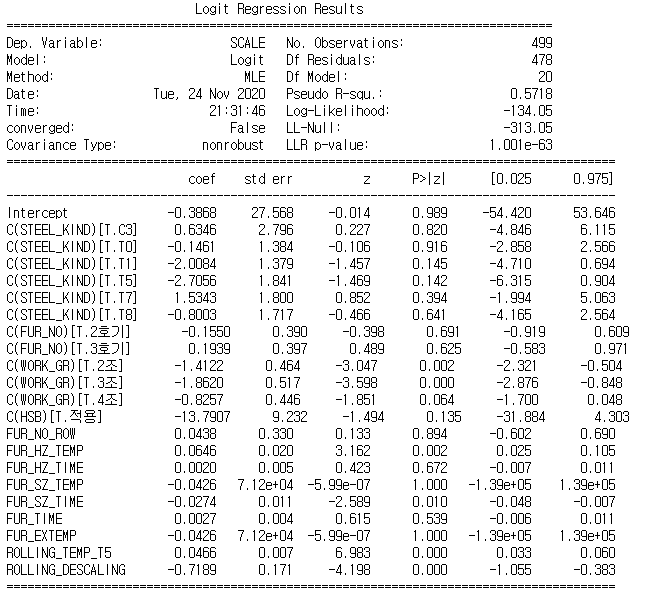 Logit Regression Results
==============================================================================
Dep. Variable: SCALE No. Observations: 499
Model: Logit Df Residuals: 478
Method: MLE Df Model: 20
Date: Tue, 24 Nov 2020 Pseudo R-squ.: 0.5718
Time: 21:31:46 Log-Likelihood: -134.05
converged: False LL-Null: -313.05
Covariance Type: nonrobust LLR p-value: 1.001e-63
==============================================================================
coef std err z P>|z| [0.025 0.975]
------------------------------------------------------------------------------
Intercept -0.3868 27.568 -0.014 0.989 -54.420 53.646
C(STEEL_KIND)[T.C3] 0.6346 2.796 0.227 0.820 -4.846 6.115
C(STEEL_KIND)[T.T0] -0.1461 1.384 -0.106 0.916 -2.858 2.566
C(STEEL_KIND)[T.T1] -2.0084 1.379 -1.457 0.145 -4.710 0.694
C(STEEL_KIND)[T.T5] -2.7056 1.841 -1.469 0.142 -6.315 0.904
C(STEEL_KIND)[T.T7] 1.5343 1.800 0.852 0.394 -1.994 5.063
C(STEEL_KIND)[T.T8] -0.8003 1.717 -0.466 0.641 -4.165 2.564
C(FUR_NO)[T.2호기] -0.1550 0.390 -0.398 0.691 -0.919 0.609
C(FUR_NO)[T.3호기] 0.1939 0.397 0.489 0.625 -0.583 0.971
C(WORK_GR)[T.2조] -1.4122 0.464 -3.047 0.002 -2.321 -0.504
C(WORK_GR)[T.3조] -1.8620 0.517 -3.598 0.000 -2.876 -0.848
C(WORK_GR)[T.4조] -0.8257 0.446 -1.851 0.064 -1.700 0.048
C(HSB)[T.적용] -13.7907 9.232 -1.494 0.135 -31.884 4.303
FUR_NO_ROW 0.0438 0.330 0.133 0.894 -0.602 0.690
FUR_HZ_TEMP 0.0646 0.020 3.162 0.002 0.025 0.105
FUR_HZ_TIME 0.0020 0.005 0.423 0.672 -0.007 0.011
FUR_SZ_TEMP -0.0426 7.12e+04 -5.99e-07 1.000 -1.39e+05 1.39e+05
FUR_SZ_TIME -0.0274 0.011 -2.589 0.010 -0.048 -0.007
FUR_TIME 0.0027 0.004 0.615 0.539 -0.006 0.011
FUR_EXTEMP -0.0426 7.12e+04 -5.99e-07 1.000 -1.39e+05 1.39e+05
ROLLING_TEMP_T5 0.0466 0.007 6.983 0.000 0.033 0.060
ROLLING_DESCALING -0.7189 0.171 -4.198 0.000 -1.055 -0.383
==============================================================================